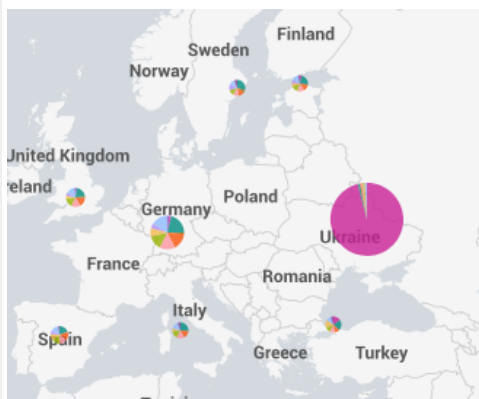 Finland
Sweden
Norway
United Kingdom
reland
Poland
Germany
Ukraine
France
Romania
Italy
Spain
Greece
Turkey